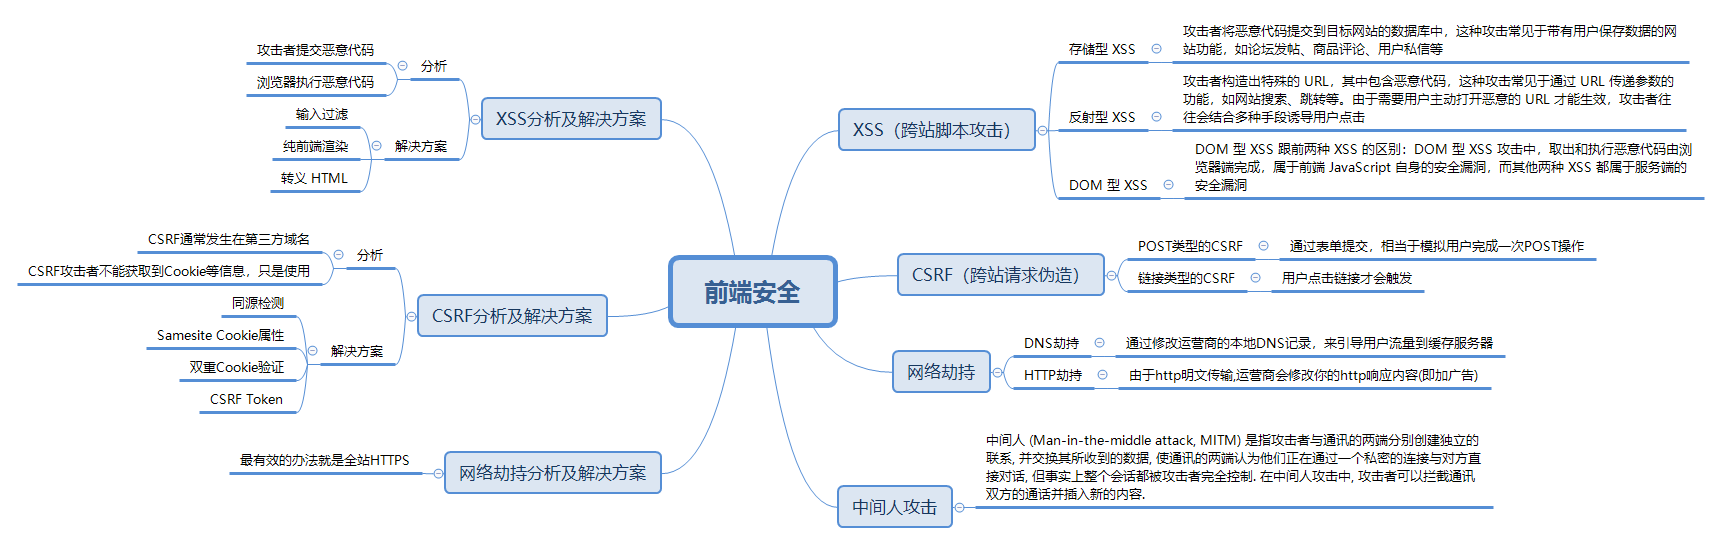 前端安全
XSS（跨站脚本攻击）
存储型 XSS
攻击者将恶意代码提交到目标网站的数据库中，这种攻击常见于带有用户保存数据的网
站功能，如论坛发帖、商品评论、用户私信等
反射型 XSS
攻击者构造出特殊的 URL，其中包含恶意代码，这种攻击常见于通过 URL 传递参数的
功能，如网站搜索、跳转等。由于需要用户主动打开恶意的 URL 才能生效，攻击者往
往会结合多种手段诱导用户点击
DOM 型 XSS
DOM 型 XSS 跟前两种 XSS 的区别：DOM 型 XSS 攻击中，取出和执行恶意代码由浏
览器端完成，属于前端 JavaScript 自身的安全漏洞，而其他两种 XSS 都属于服务端的
安全漏洞
CSRF（跨站请求伪造）
POST类型的CSRF
通过表单提交，相当于模拟用户完成一次POST操作
链接类型的CSRF
用户点击链接才会触发
网络劫持
DNS劫持
通过修改运营商的本地DNS记录，来引导用户流量到缓存服务器
HTTP劫持
由于http明文传输,运营商会修改你的http响应内容(即加广告)
中间人攻击
中间人 (Man-in-the-middle attack, MITM) 是指攻击者与通讯的两端分别创建独立的
联系, 并交换其所收到的数据, 使通讯的两端认为他们正在通过一个私密的连接与对方直
接对话, 但事实上整个会话都被攻击者完全控制. 在中间人攻击中, 攻击者可以拦截通讯
双方的通话并插入新的内容.
XSS分析及解决方案
分析
攻击者提交恶意代码
浏览器执行恶意代码
解决方案
输入过滤
纯前端渲染
转义 HTML
CSRF分析及解决方案
分析
CSRF通常发生在第三方域名
CSRF攻击者不能获取到Cookie等信息，只是使用
解决方案
同源检测
Samesite Cookie属性
双重Cookie验证
CSRF Token
网络劫持分析及解决方案
最有效的办法就是全站HTTPS